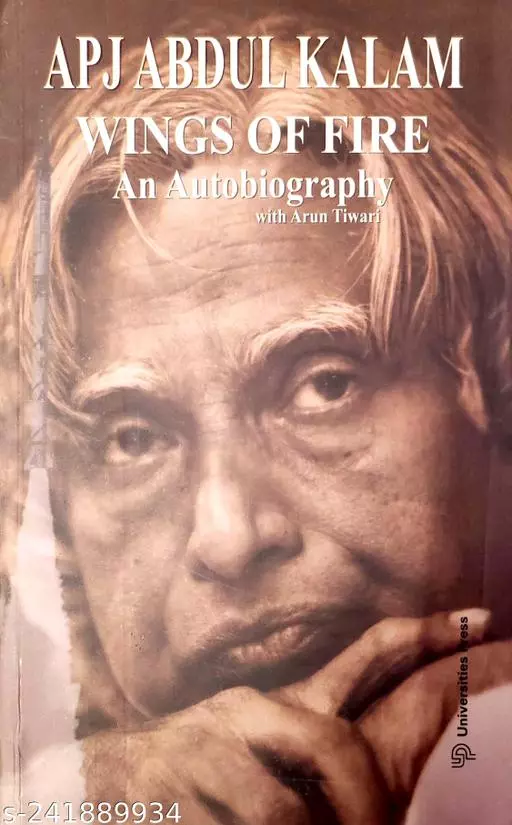 APJ ABDUL KALAM
WINGS OF FIRE
An Autobiography
with Arun Tiwari
Universities Press
s-241889934